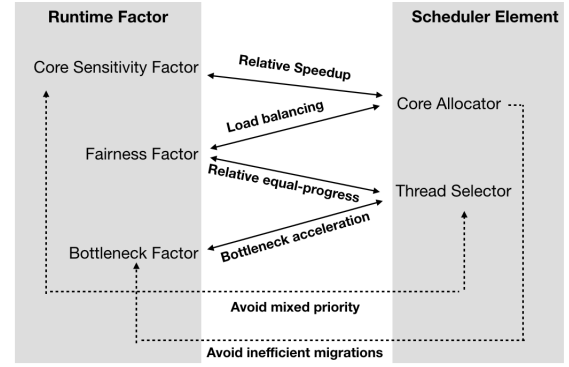 Runtime Factor
Scheduler Element
Core Sensitivity Factor
Relative Speedup
Core Allocator
Load balancing
Fairness Factor
Relative equal-progress
Thread Selector
Bottleneck acceleration
Bottleneck Factor
Avoid mixed priority
Avoid inefficient migrations